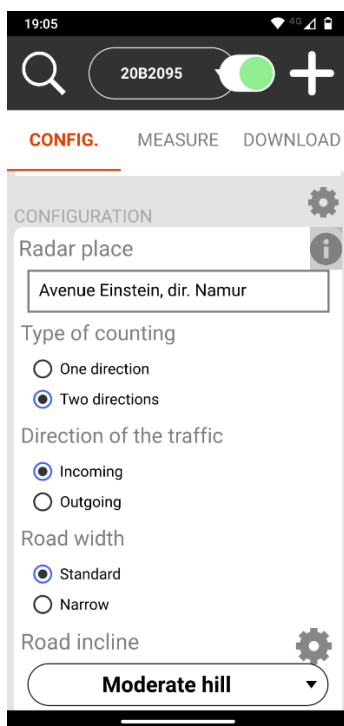 19:05
4G
20B2095
CONFIG. MEASURE DOWNLOAD
CONFIGURATION
Radar place
i
Avenue Einstein, dir. Namur
Type of counting
One direction
Two directions
Direction of the traffic
Incoming
Outgoing
Road width
Standard
Narrow
Road incline
Moderate hill